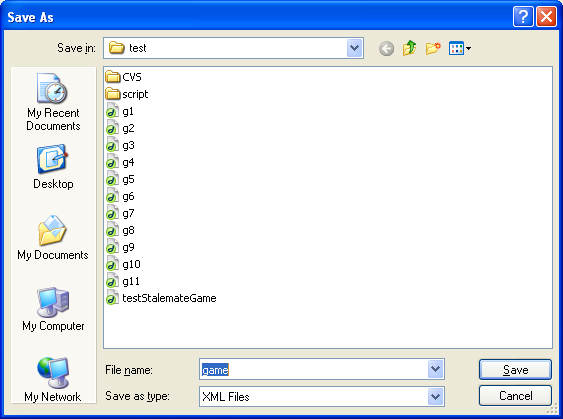 Save As
Save in: test
CVS
script
g1
g2
g3
g4
g5
g6
g7
g8
g9
g10
g11
testStalemateGame
My Recent
Documents
Desktop
My Documents
My Computer
My Network
File name: game Save
Save as type: XML Files Cancel